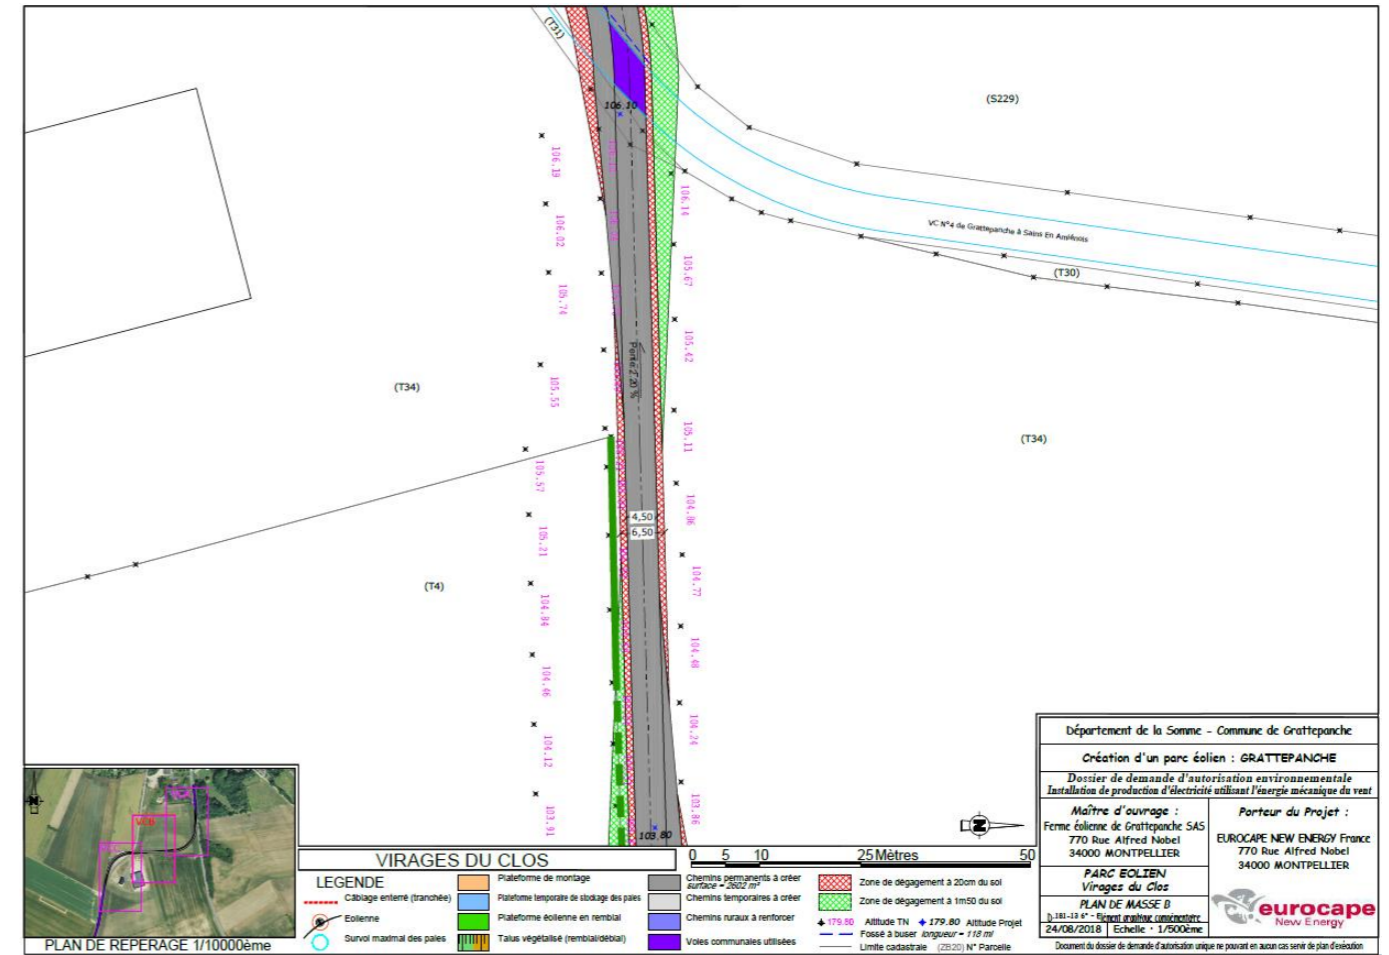 (T31)
(S229)
106.10
106.19
106.14
106.02
VC N°4 de Grattepanche à Sains En Amiénois
105.67
(T30)
105.74
105.42
Pente 2.20 %
105.55
(T34)
105.11
(T34)
105.57
104.86
4,50
6,50
105.21
104.77
(T4)
104.84
104.48
104.46
104.24
104.12
103.86
103.91
103.80
N
Département de la Somme - Commune de Grattepanche
Création d'un parc éolien : GRATTEPANCHE
Dossier de demande d'autorisation environnementale
Installation de production d'électricité utilisant l'énergie mécanique du vent
Maître d'ouvrage :
Ferme éolienne de Grattepanche SAS
770 Rue Alfred Nobel
34000 MONTPELLIER
Porteur du Projet :
EUROCAPE NEW ENERGY France
770 Rue Alfred Nobel
34000 MONTPELLIER
PARC EOLIEN
Virages du Clos
PLAN DE MASSE B
D.181-13 6° - Elément graphique complémentaire
24/08/2018 Echelle · 1/500ème
eurocape
New Energy
Document du dossier de demande d'autorisation unique ne pouvant en aucun cas servir de plan d'exécution
PLAN DE REPERAGE 1/10000ème
VIRAGES DU CLOS
0 5 10 25 Mètres 50
LEGENDE
Câblage enterré (tranchée)
Eolienne
Survol maximal des pales
Plateforme de montage
Plateforme temporaire de stockage des pales
Plateforme éolienne en remblai
Talus végétalisé (remblai/déblai)
Chemins permanents à créer
surface = 2602 m²
Chemins temporaires à créer
Chemins ruraux à renforcer
Voies communales utilisées
Zone de dégagement à 20cm du sol
Zone de dégagement à 1m50 du sol
179.80 Altitude TN 179.80 Altitude Projet
Fossé à buser longueur = 118 ml
Limite cadastrale (ZB20) N° Parcelle